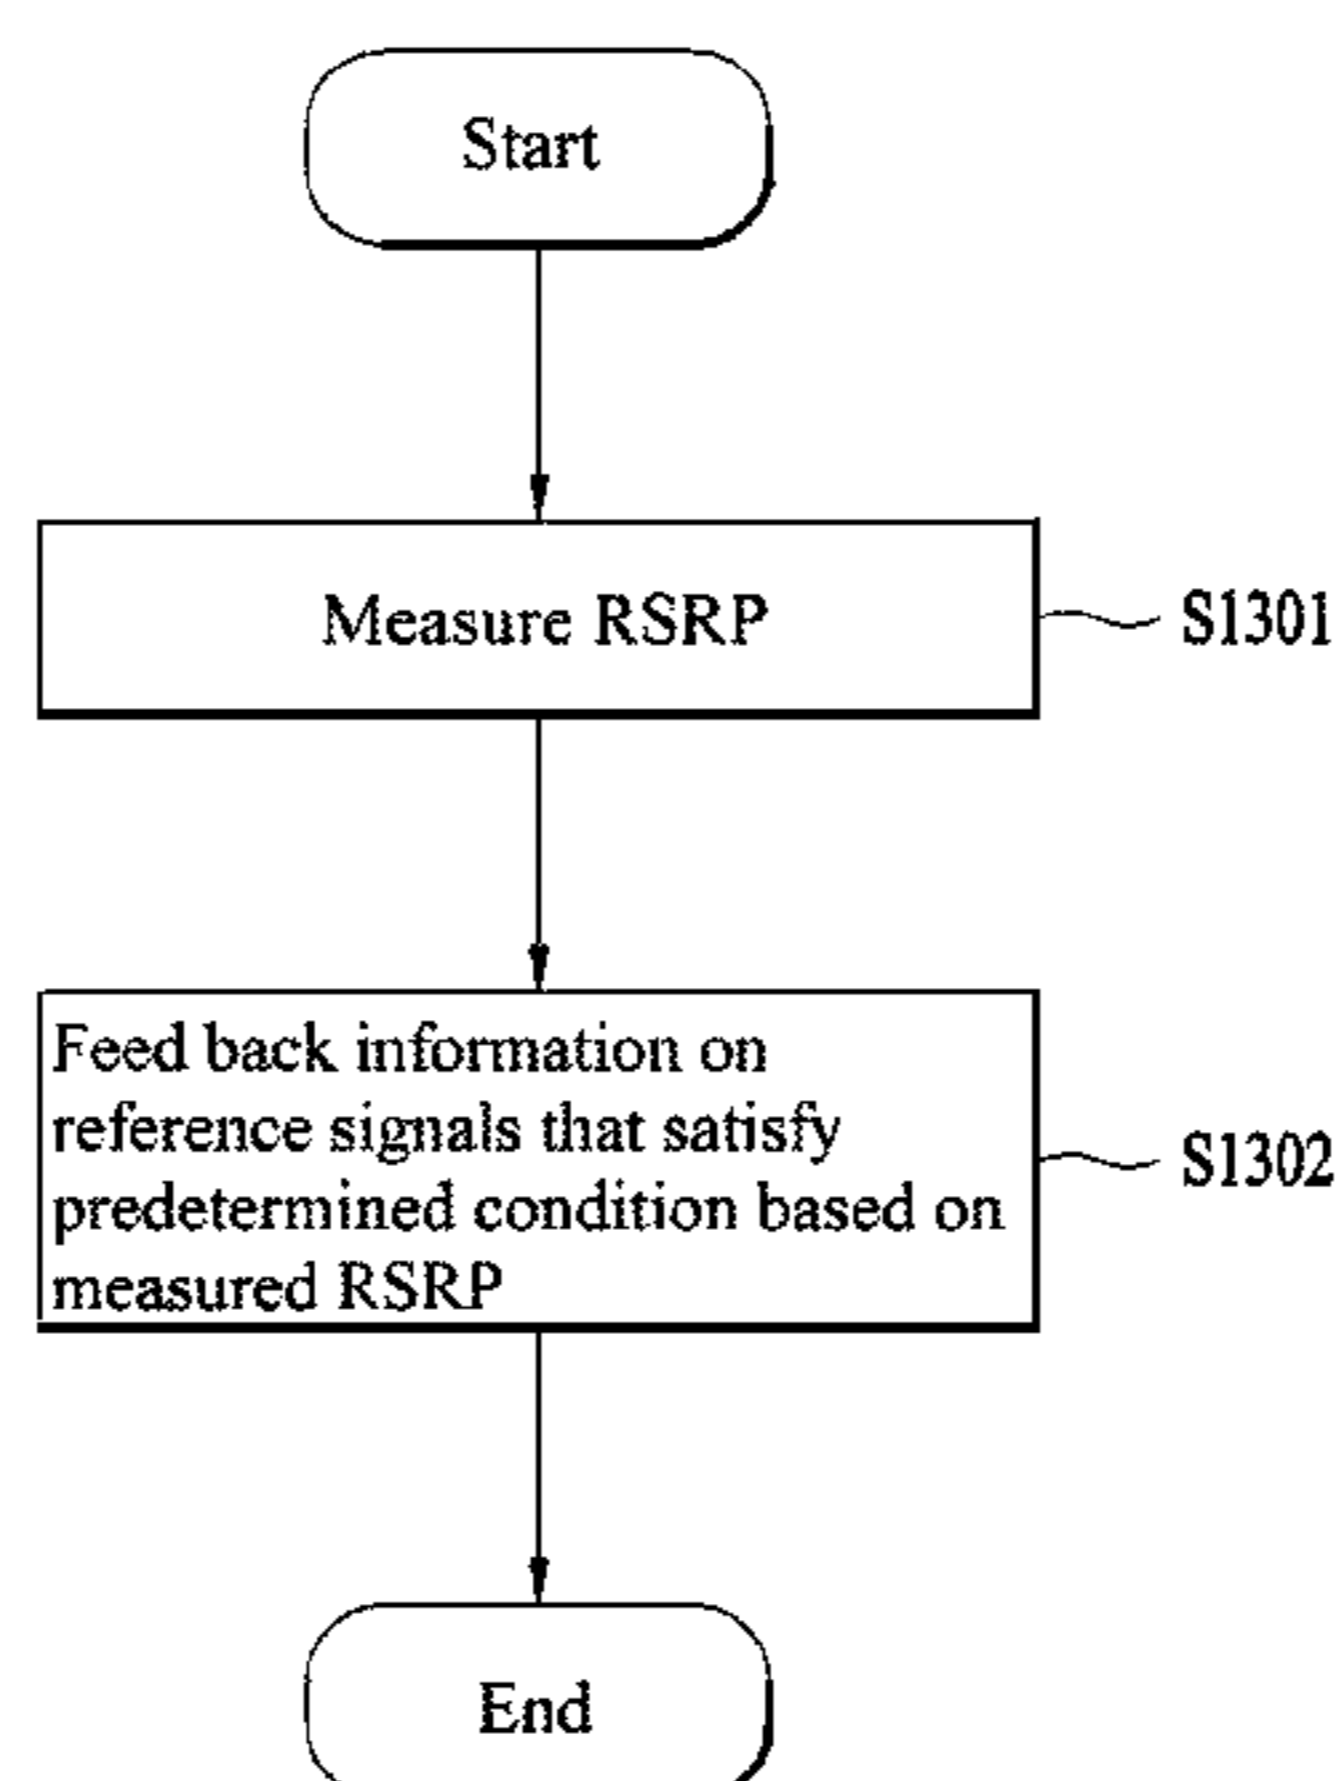 Start
Measure RSRP
S1301
Feed back information on
reference signals that satisfy
predetermined condition based on
measured RSRP
S1302
End